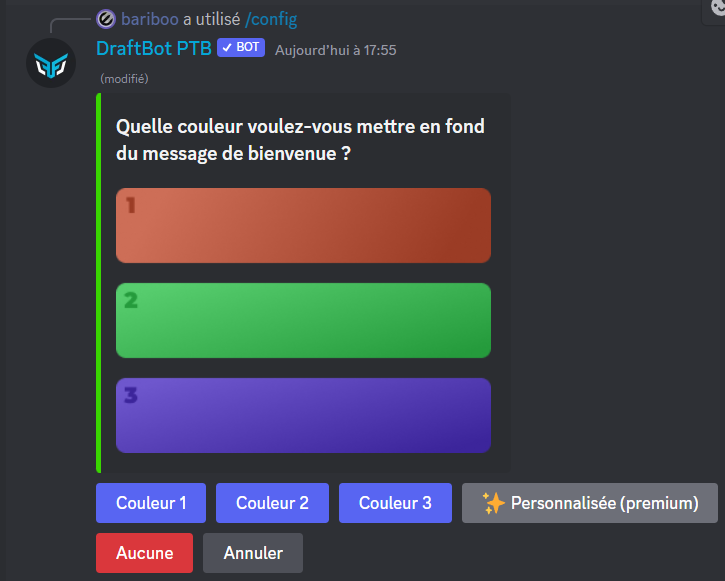 bariboo a utilisé /config
DraftBot PTB ✓ BOT Aujourd’hui à 17:55
(modifié)
Quelle couleur voulez-vous mettre en fond
du message de bienvenue ?
1
2
3
Couleur 1 Couleur 2 Couleur 3 ✨ Personnalisée (premium)
Aucune Annuler